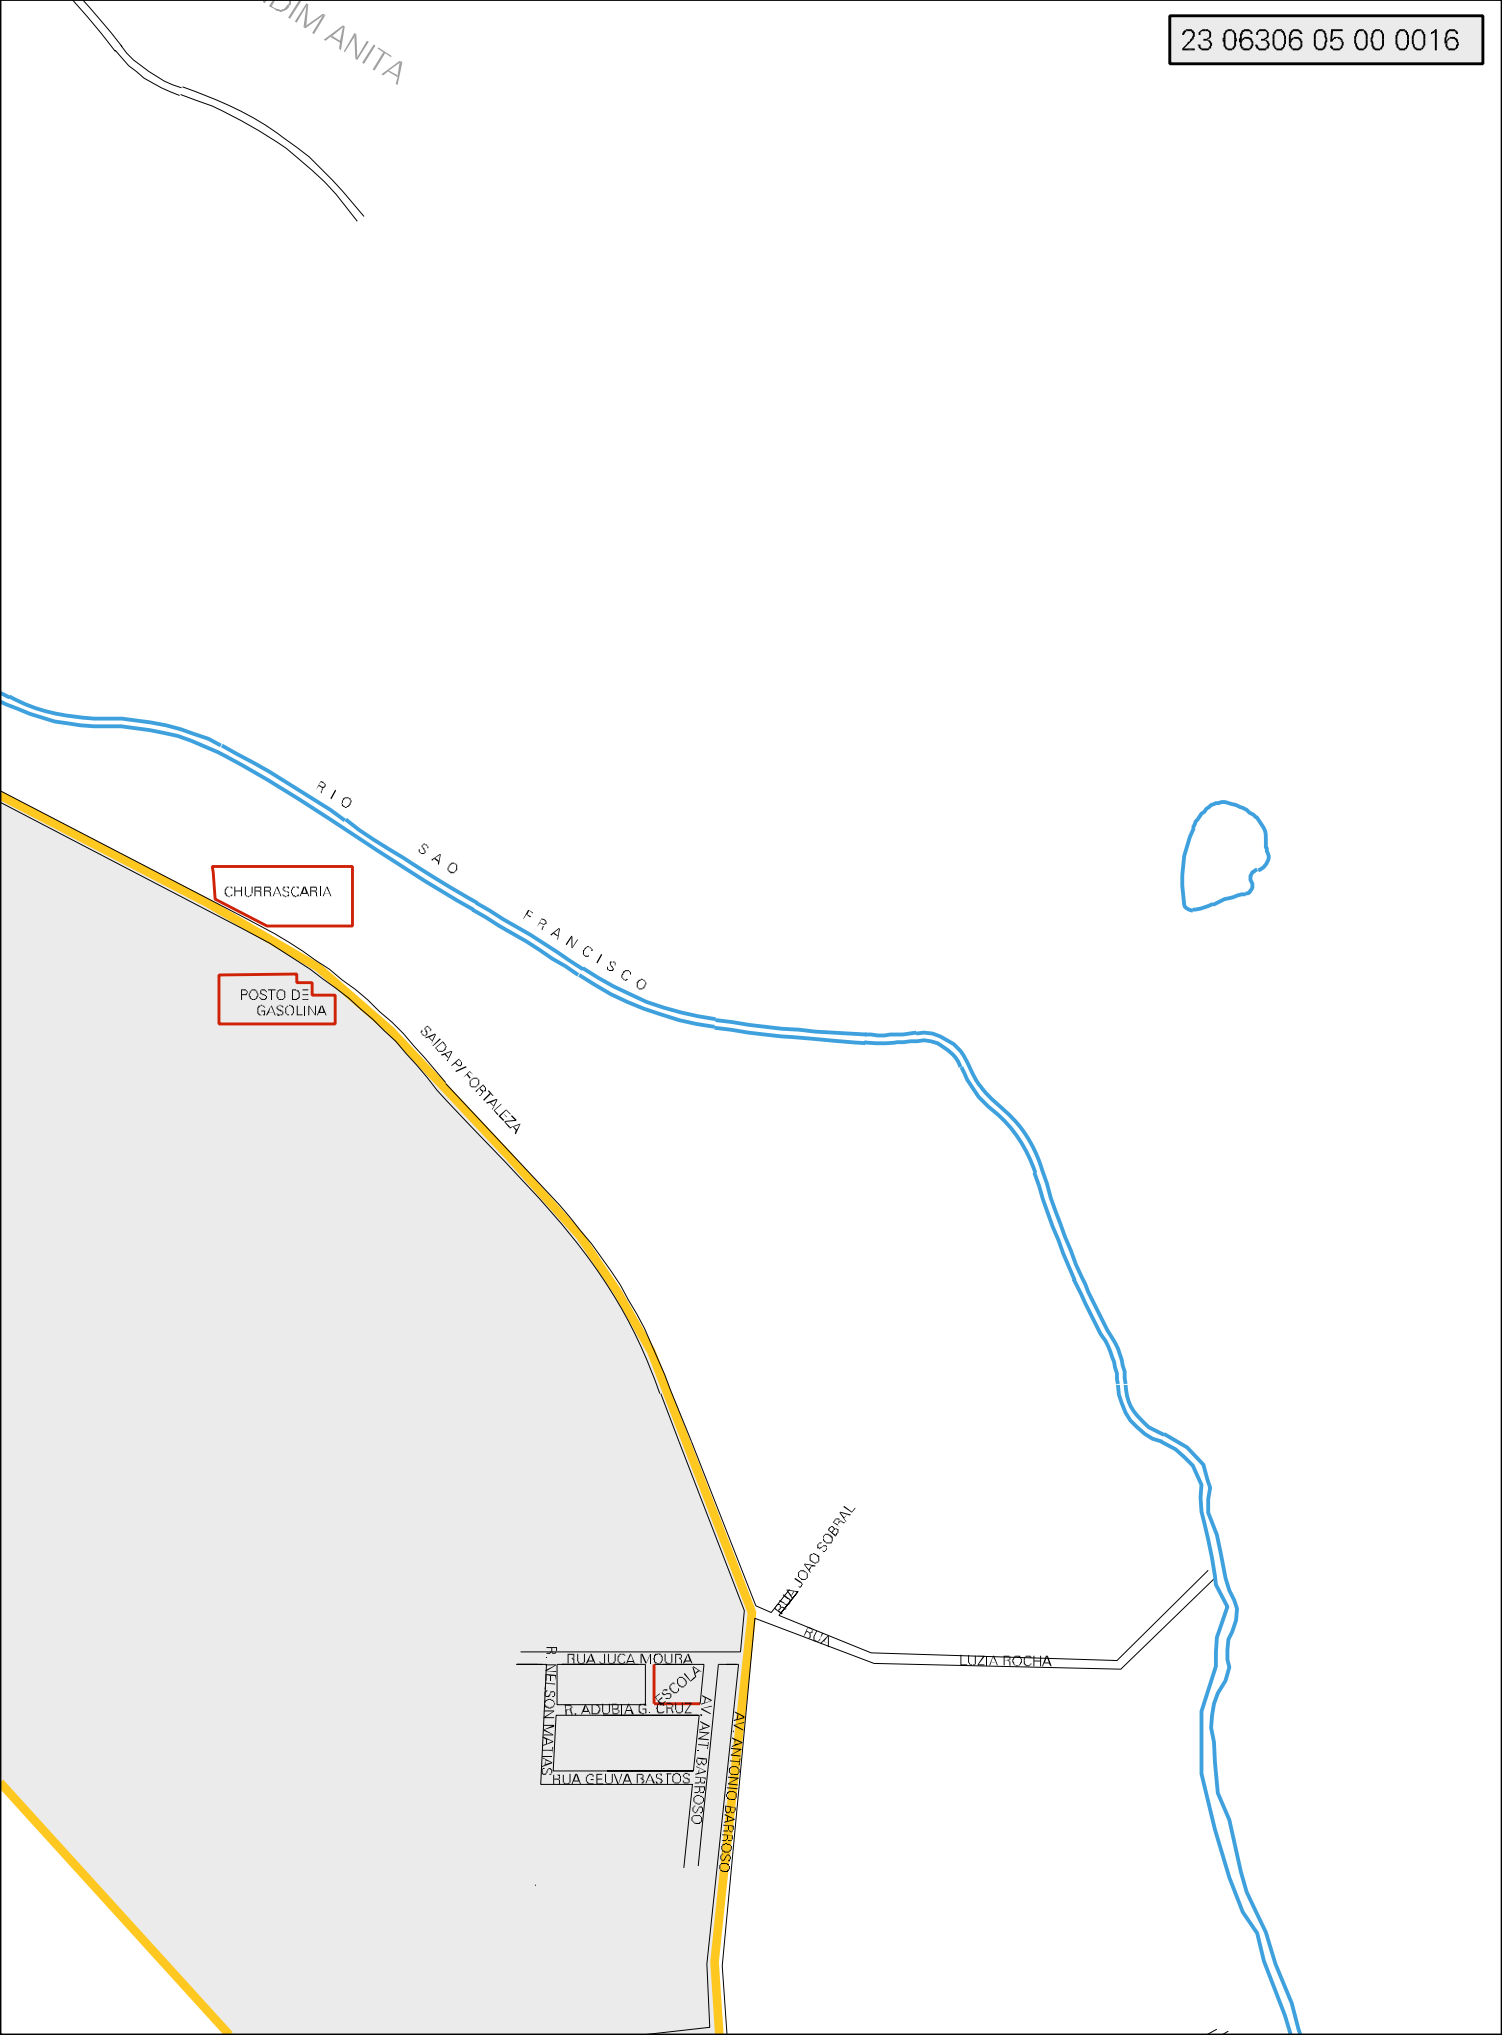 DIM ANITA
23 06306 05 00 0016
RIO
SAO
FRANCISCO
CHURRASCARIA
POSTO DE
GASOLINA
SAIDA P/ FORTALEZA
RUA JOAO SOBRAL
RUA
LUZIA ROCHA
RUA JUCA MOURA
ESCOLA
R. NELSON MATIAS
R. ADUBIA G. CRUZ
AV. ANT. BARROSO
AV. ANTONIO BARROSO
RUA GEUVA BASTOS